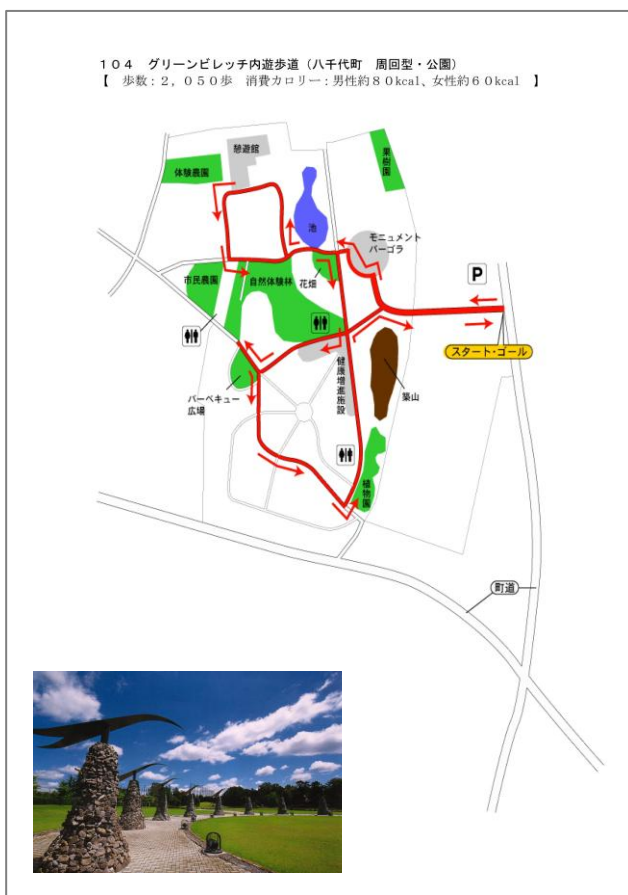 104 グリーンビレッチ内遊歩道（八千代町　周回型・公園）
【　歩数：2，050歩　消費カロリー：男性約80kcal、女性約60kcal　】
憩遊館
体験農園
果樹園
池
モニュメント
パーゴラ
P
市民農園
自然体験林
花畑
スタート・ゴール
バーベキュー
広場
健康増進施設
築山
植物園
町道